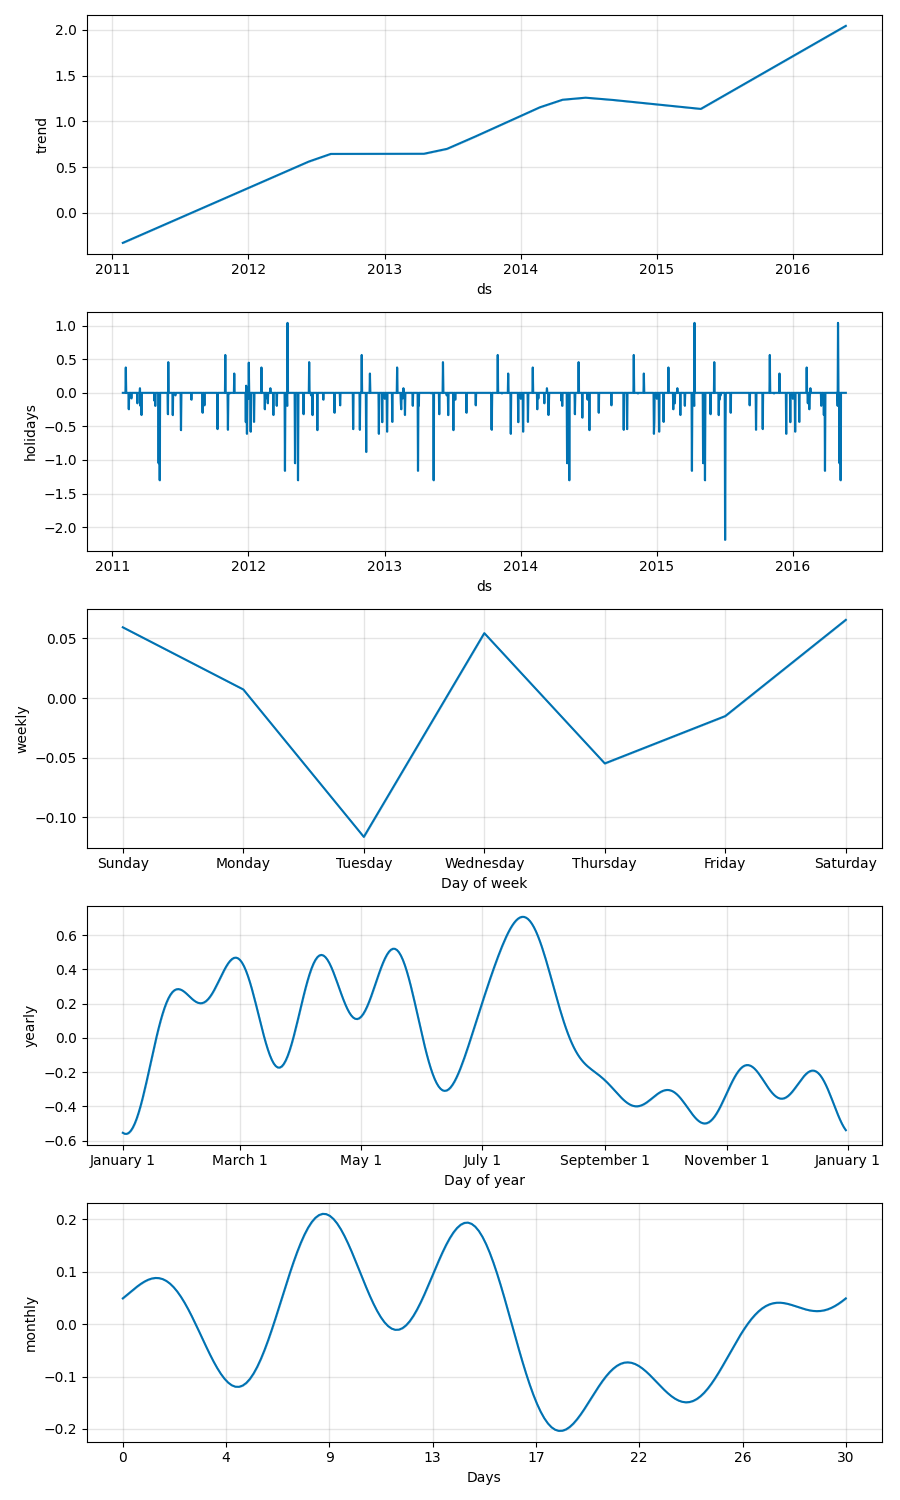 2.0
1.5
1.0
0.5
0.0
trend
2011 2012 2013 2014 2015 2016
ds
1.0
0.5
0.0
−0.5
−1.0
−1.5
−2.0
holidays
2011 2012 2013 2014 2015 2016
ds
0.05
0.00
−0.05
−0.10
weekly
Sunday Monday Tuesday Wednesday Thursday Friday Saturday
Day of week
0.6
0.4
0.2
0.0
−0.2
−0.4
−0.6
yearly
January 1 March 1 May 1 July 1 September 1 November 1 January 1
Day of year
0.2
0.1
0.0
−0.1
−0.2
monthly
0 4 9 13 17 22 26 30
Days